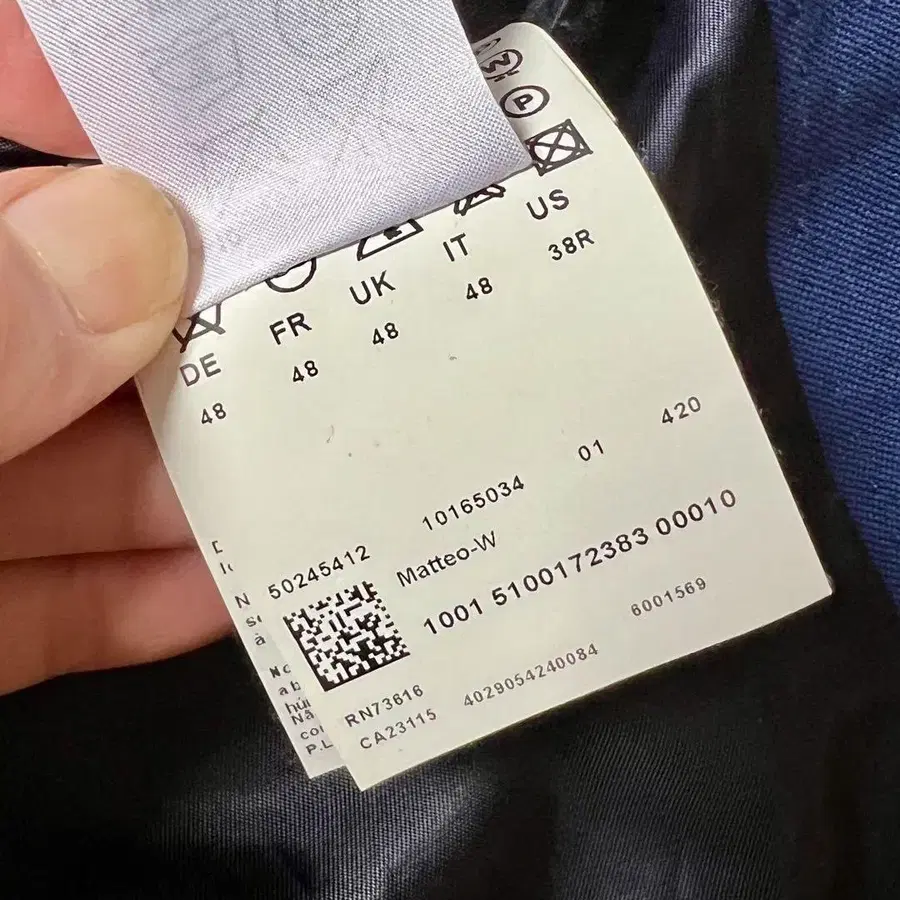 W
P
DE FR UK IT US
48 48 48 48 38R
50245412 10165034 01 420
Matteo-W
1001 5100172383 00010
RN73616
CA23115 4029054240084 6001569